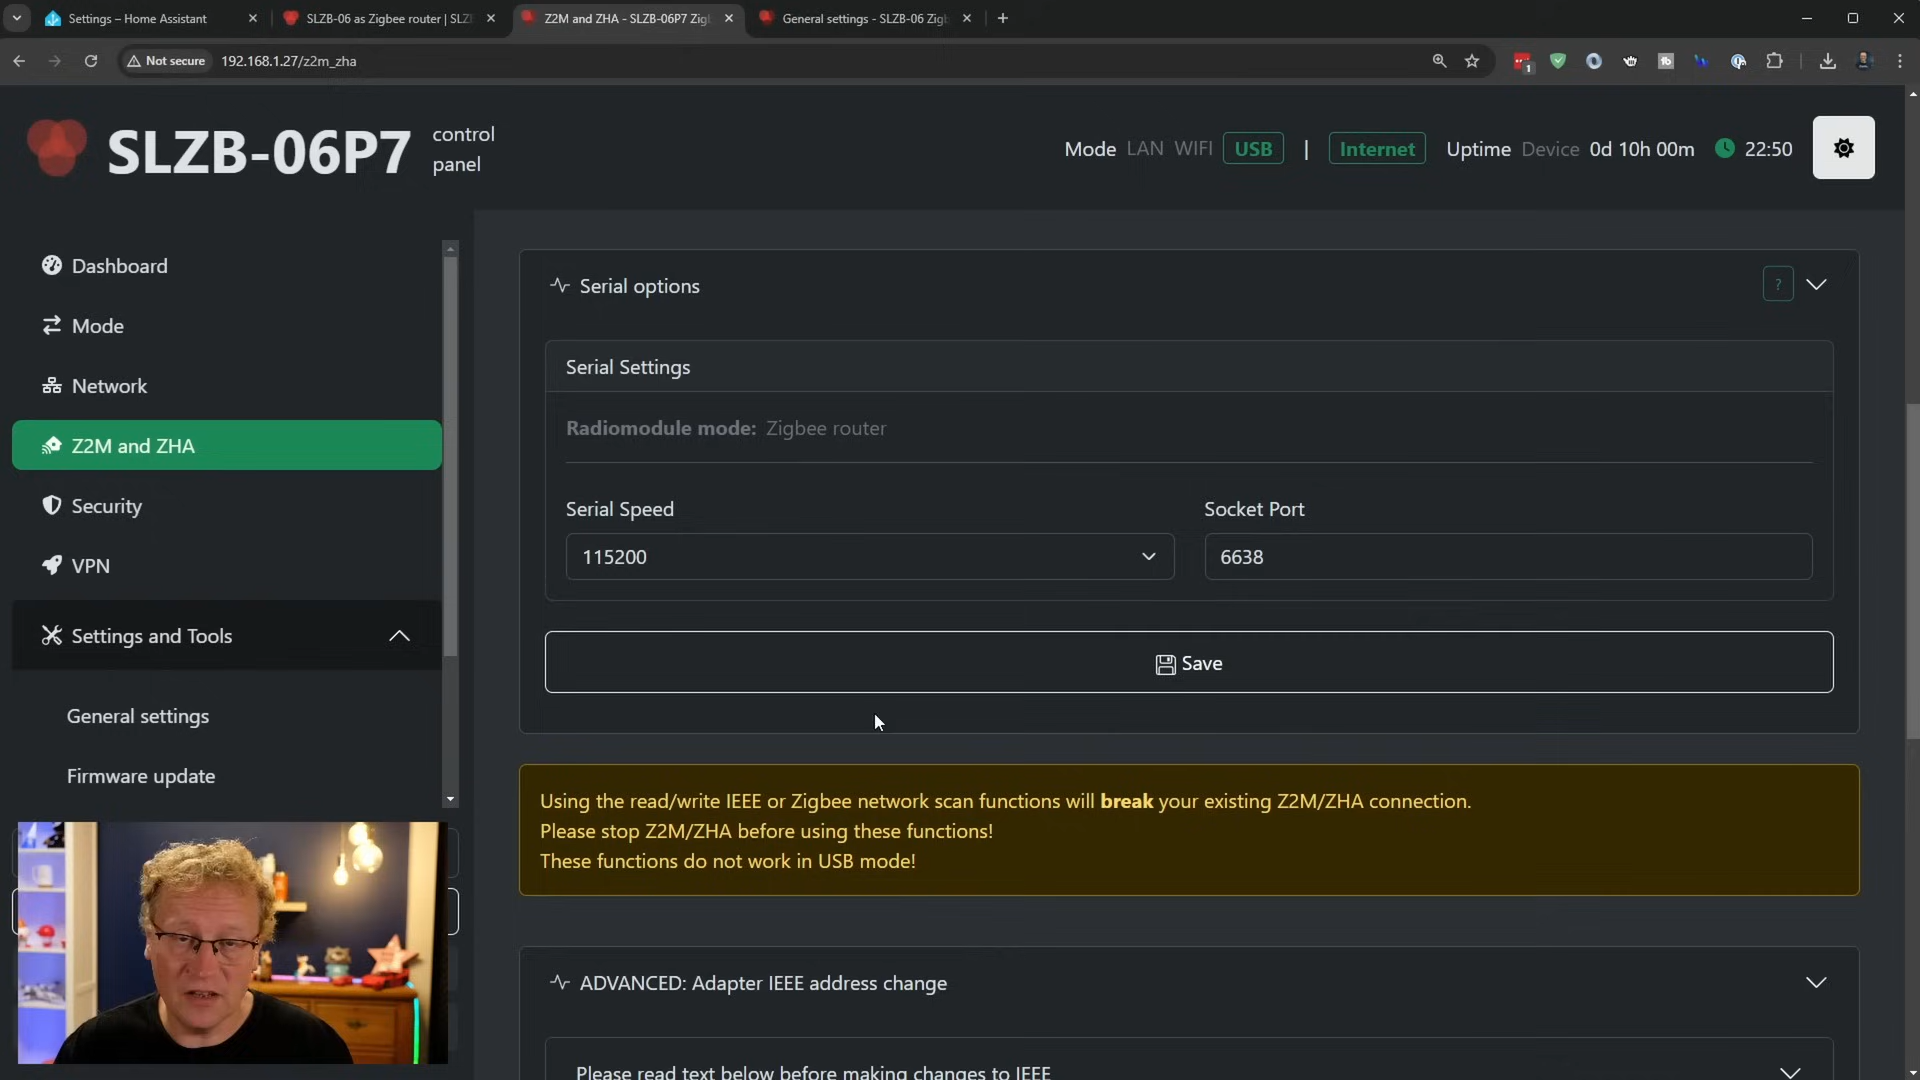 Settings – Home Assistant
SLZB-06 as Zigbee router | SLZ
Z2M and ZHA - SLZB-06P7 Zigl
General settings - SLZB-06 Zigb
Not secure
192.168.1.27/z2m_zha
1
SLZB-06P7
control
panel
Mode LAN WIFI USB | Internet Uptime Device 0d 10h 00m 22:50
Dashboard
Mode
Network
Z2M and ZHA
Security
VPN
Settings and Tools
General settings
Firmware update
Serial options
?
Serial Settings
Radiomodule mode: Zigbee router
Serial Speed
Socket Port
115200
6638
Save
Using the read/write IEEE or Zigbee network scan functions will break your existing Z2M/ZHA connection.
Please stop Z2M/ZHA before using these functions!
These functions do not work in USB mode!
ADVANCED: Adapter IEEE address change
Please read text below before making changes to IEEE